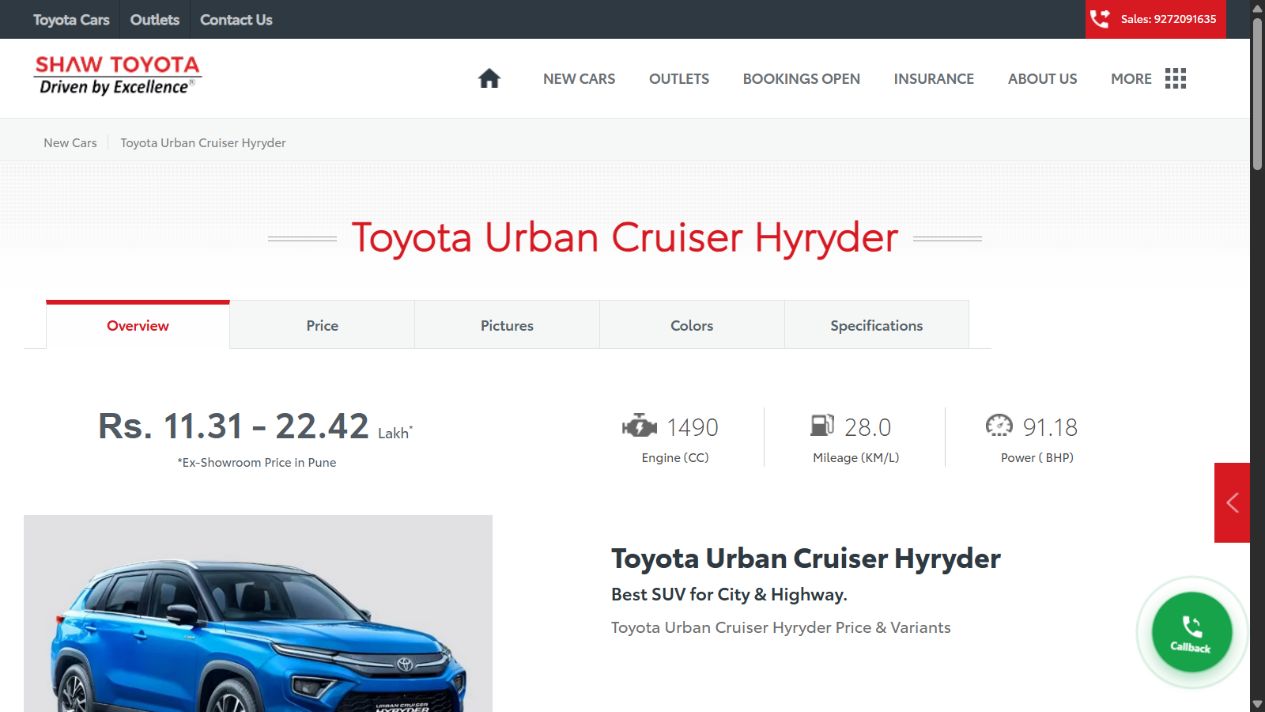 Toyota Cars Outlets Contact Us Sales: 9272091635
SHAW TOYOTA
Driven by Excellence®
NEW CARS OUTLETS BOOKINGS OPEN INSURANCE ABOUT US MORE
New Cars Toyota Urban Cruiser Hyryder
Toyota Urban Cruiser Hyryder
Overview Price Pictures Colors Specifications
Rs. 11.31 - 22.42 Lakh*
*Ex-Showroom Price in Pune
1490 28.0 91.18
Engine (CC) Mileage (KM/L) Power ( BHP)
Toyota Urban Cruiser Hyryder
Best SUV for City & Highway.
Toyota Urban Cruiser Hyryder Price & Variants
Callback
URBAN CRUISER
HYRYDER